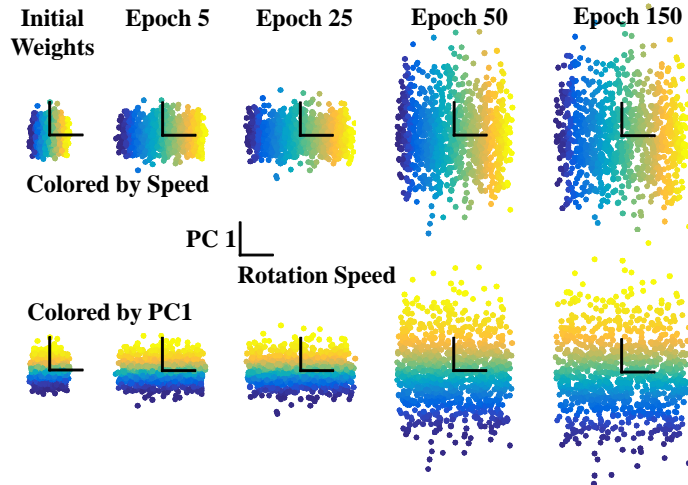 Initial Weights
Epoch 5
Epoch 25
Epoch 50
Epoch 150
Colored by Speed
PC 1
Rotation Speed
Colored by PC1